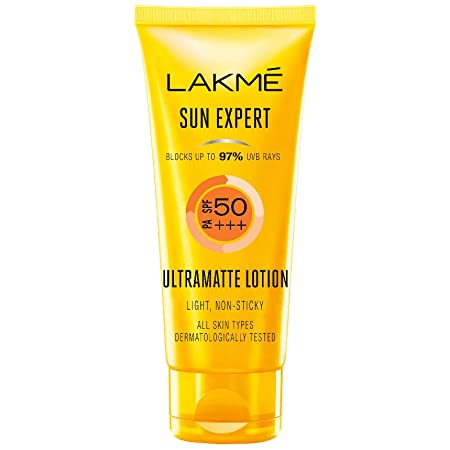 LAKMÉ
SUN EXPERT
BLOCKS UP TO 97% UVB RAYS
SPF 50
PA +++
ULTRAMATTE LOTION
LIGHT, NON-STICKY
ALL SKIN TYPES
DERMATOLOGICALLY TESTED